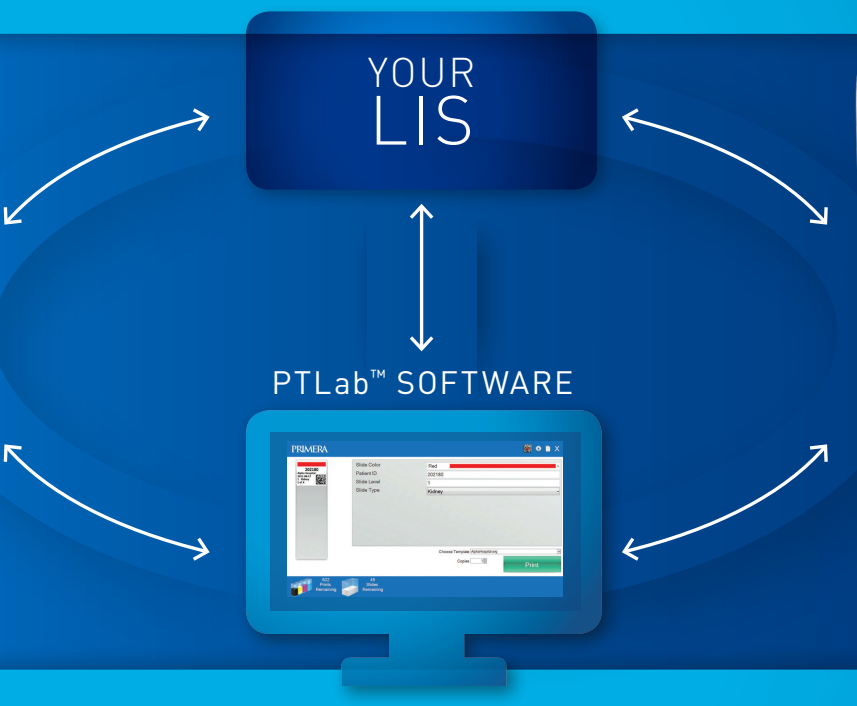 YOUR
LIS
PTLab™ SOFTWARE
PRIMERA
X
202180
Slide Color
Red
Patient ID
202180
Slide Level
1
Slide Type
Kidney
Choose Template
Copies
Print
Prints
Remaining
Slides
Remaining